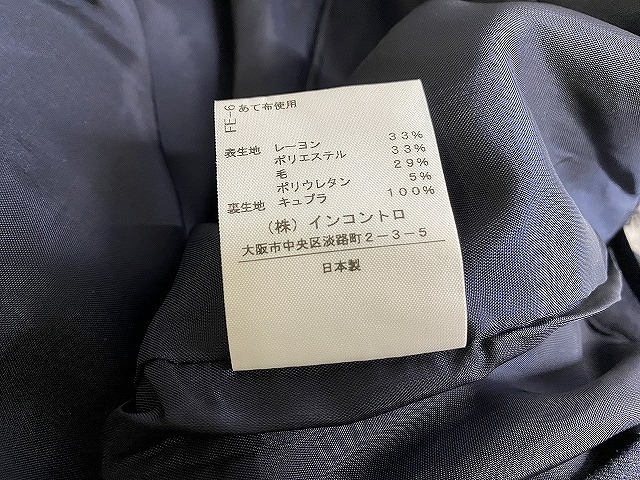 FE-6
あて布使用
表生地 レーヨン 33%
ポリエステル 33%
毛 29%
ポリウレタン 5%
裏生地 キュプラ 100%
(株)インコントロ
大阪市中央区淡路町2-3-5
日本製